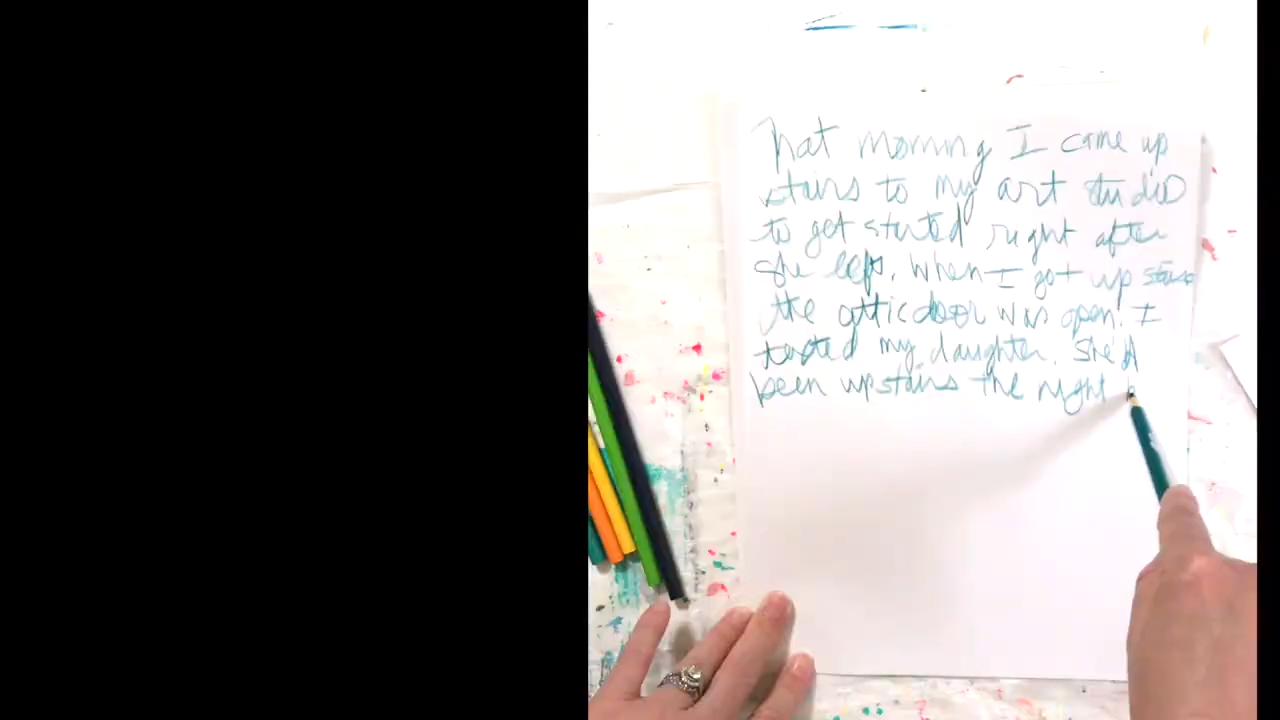 That morning I came up
stairs to my art studio
to get started right after
she left. When I got up stairs
the attic door was open. I
texted my daughter. She'd
been upstairs the night